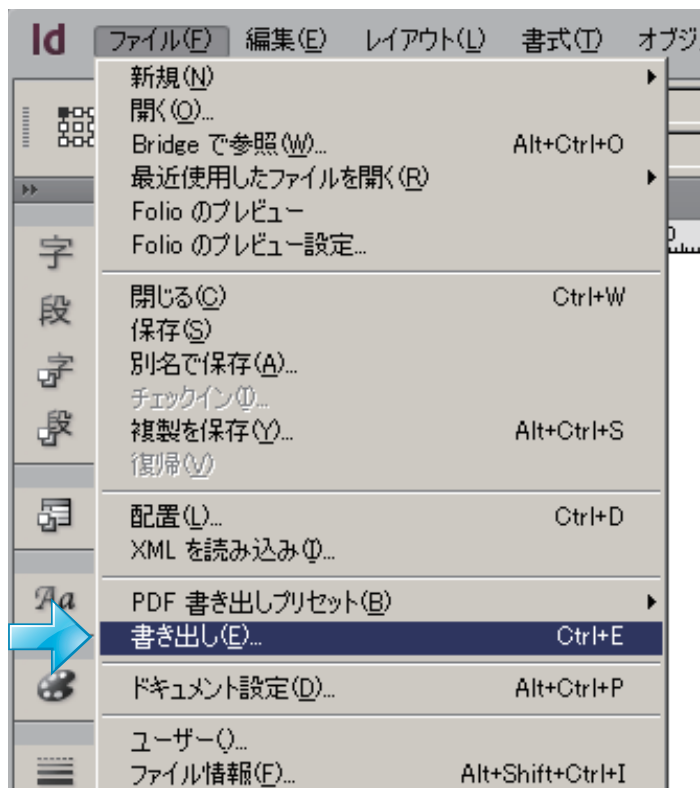 Id ファイル(F) 編集(E) レイアウト(L) 書式(T) オブジ
新規(N)
開く(O)...
Bridge で参照(W)... Alt+Ctrl+O
最近使用したファイルを開く(R)
Folio のプレビュー
Folio のプレビュー設定...
閉じる(C) Ctrl+W
保存(S)
別名で保存(A)...
チェックイン(I)...
複製を保存(Y)... Alt+Ctrl+S
復帰(V)
配置(L)... Ctrl+D
XML を読み込み(I)...
PDF 書き出しプリセット(B)
書き出し(E)... Ctrl+E
ドキュメント設定(D)... Alt+Ctrl+P
ユーザー()...
ファイル情報(F)... Alt+Shift+Ctrl+I
字
段
字
段
Aa